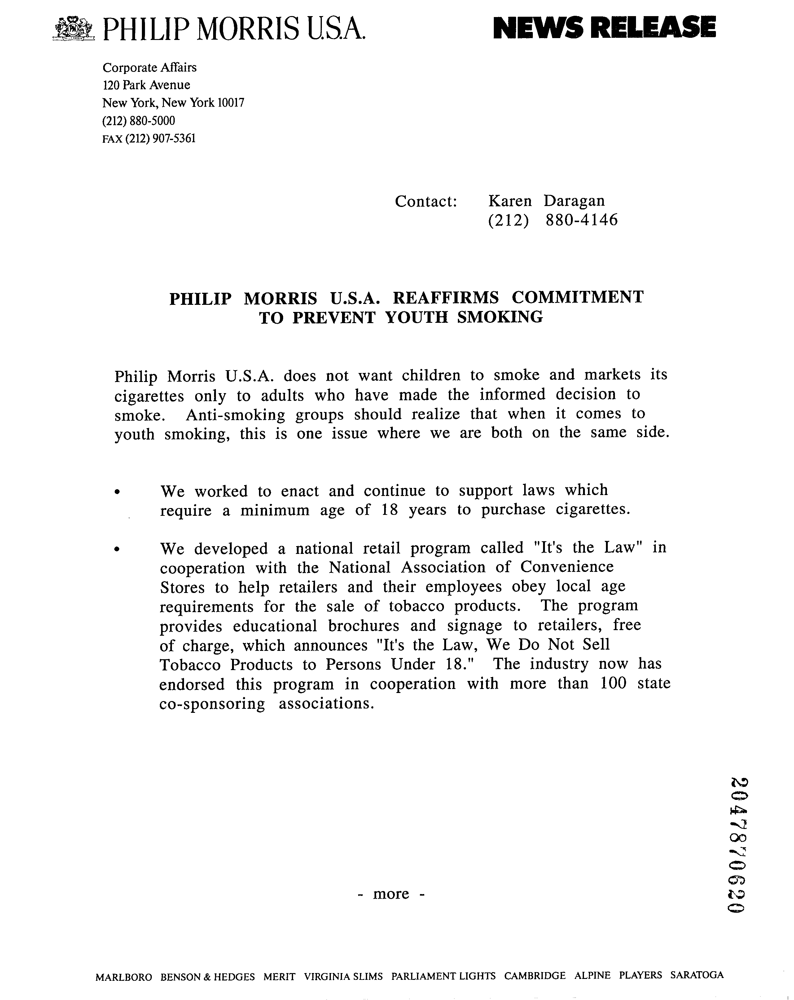 PHILIP MORRIS U.S.A.
NEWS RELEASE
Corporate Affairs
120 Park Avenue
New York, New York 10017
(212) 880-5000
FAX (212) 907-5361
Contact: Karen Daragan
(212) 880-4146
PHILIP MORRIS U.S.A. REAFFIRMS COMMITMENT
TO PREVENT YOUTH SMOKING
Philip Morris U.S.A. does not want children to smoke and markets its
cigarettes only to adults who have made the informed decision to
smoke. Anti-smoking groups should realize that when it comes to
youth smoking, this is one issue where we are both on the same side.
• We worked to enact and continue to support laws which
require a minimum age of 18 years to purchase cigarettes.
• We developed a national retail program called "It's the Law" in
cooperation with the National Association of Convenience
Stores to help retailers and their employees obey local age
requirements for the sale of tobacco products. The program
provides educational brochures and signage to retailers, free
of charge, which announces "It's the Law, We Do Not Sell
Tobacco Products to Persons Under 18." The industry now has
endorsed this program in cooperation with more than 100 state
co-sponsoring associations.
2047870620
- more -
MARLBORO BENSON & HEDGES MERIT VIRGINIA SLIMS PARLIAMENT LIGHTS CAMBRIDGE ALPINE PLAYERS SARATOGA